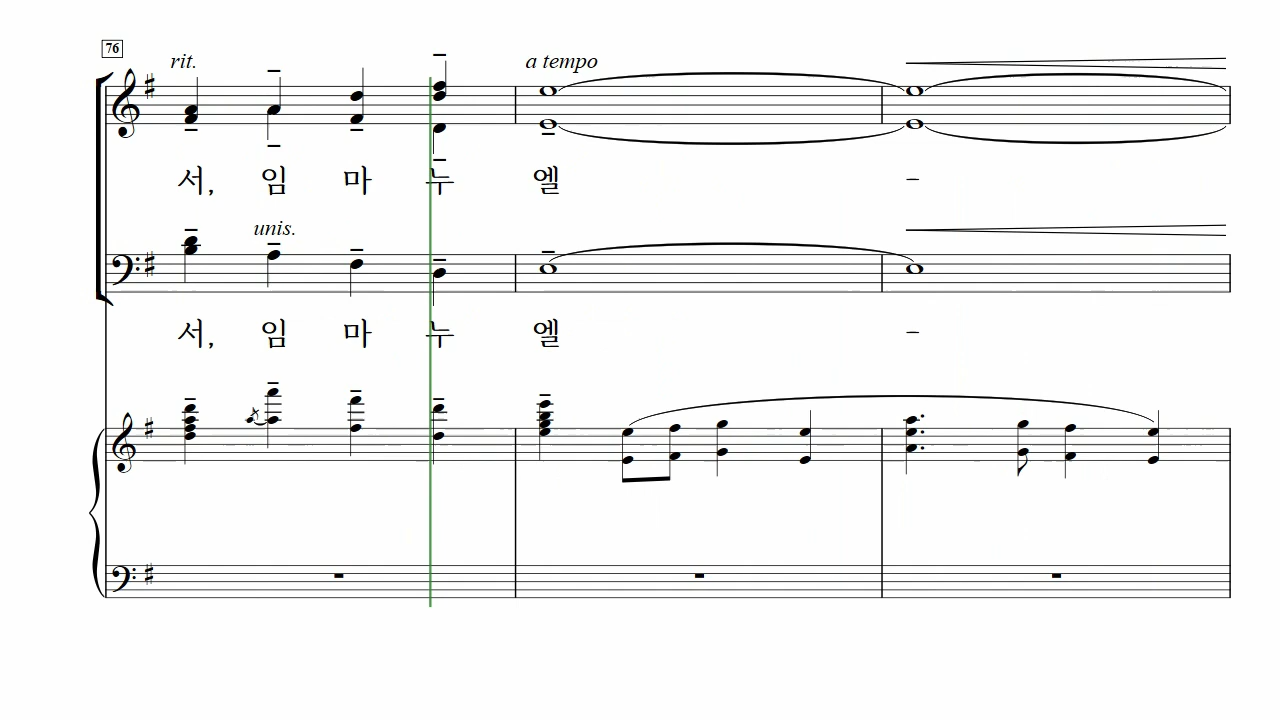 76
rit.
a tempo
서, 임 마 누 엘 -
unis.
서, 임 마 누 엘 -